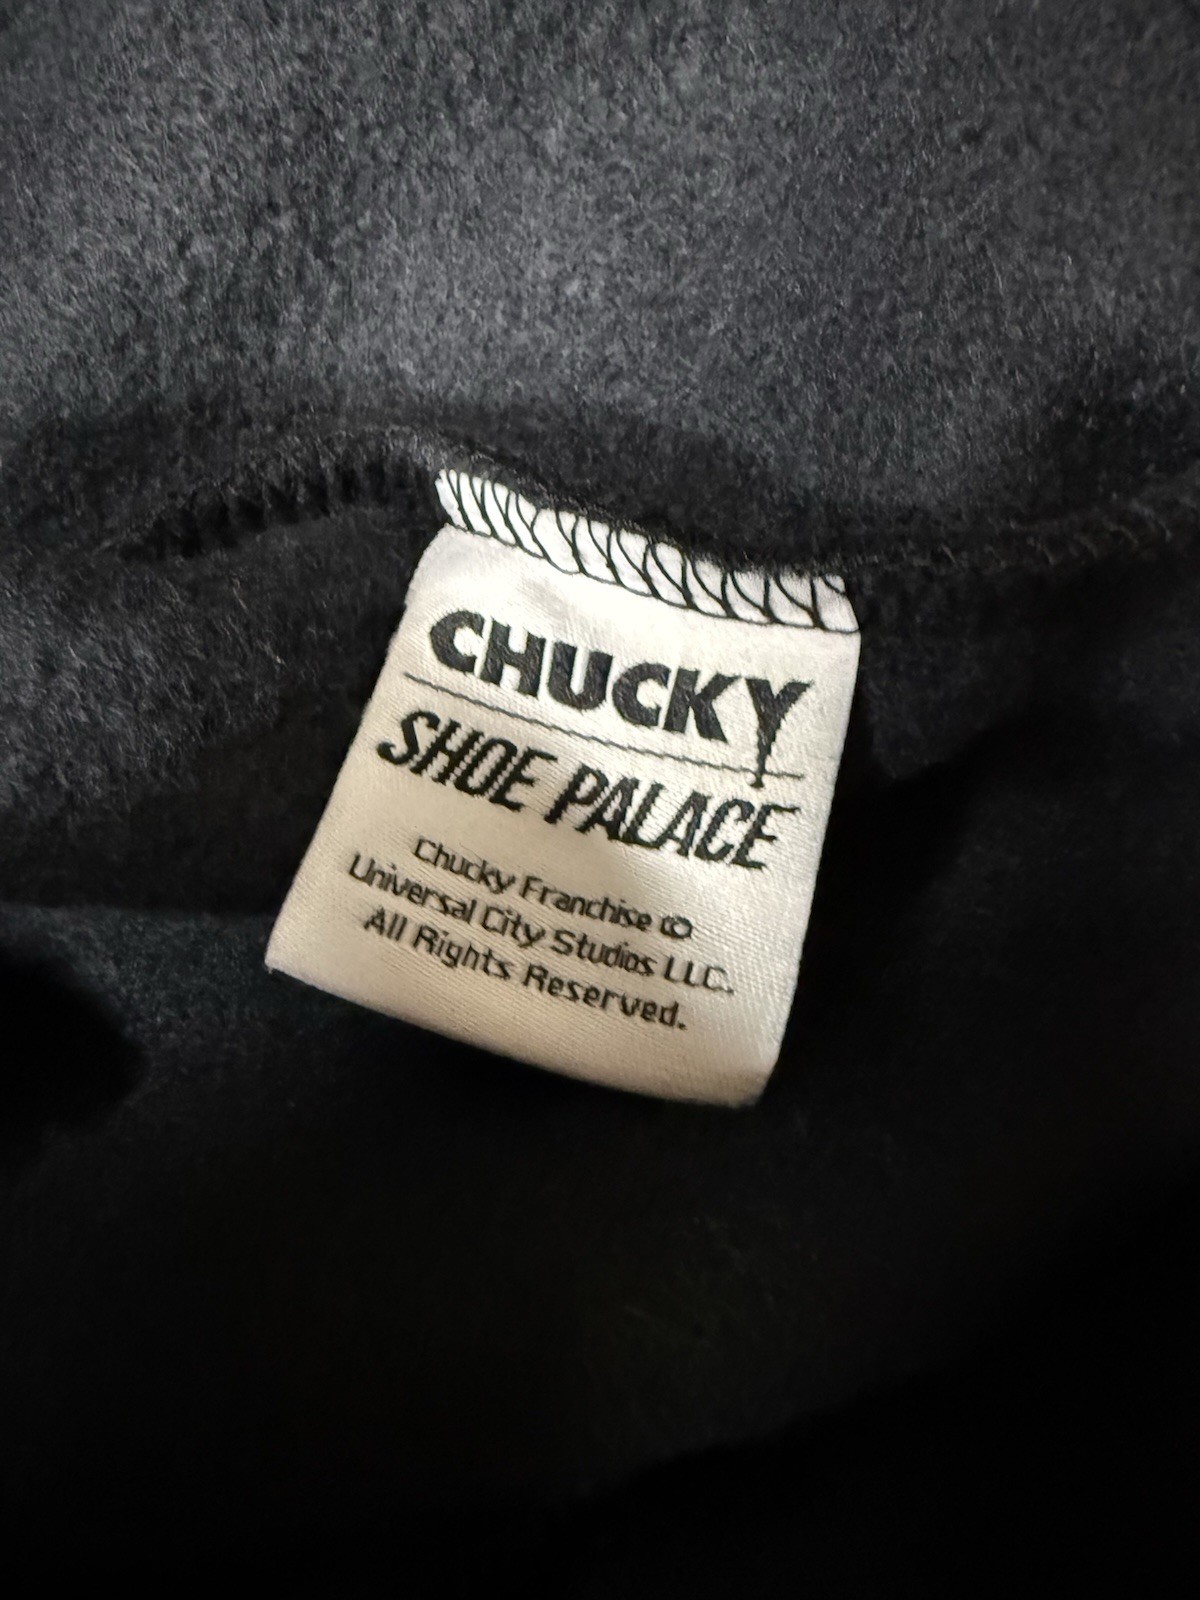 CHUCKY
SHOE PALACE
Chucky Franchise ©
Universal City Studios LLC.
All Rights Reserved.